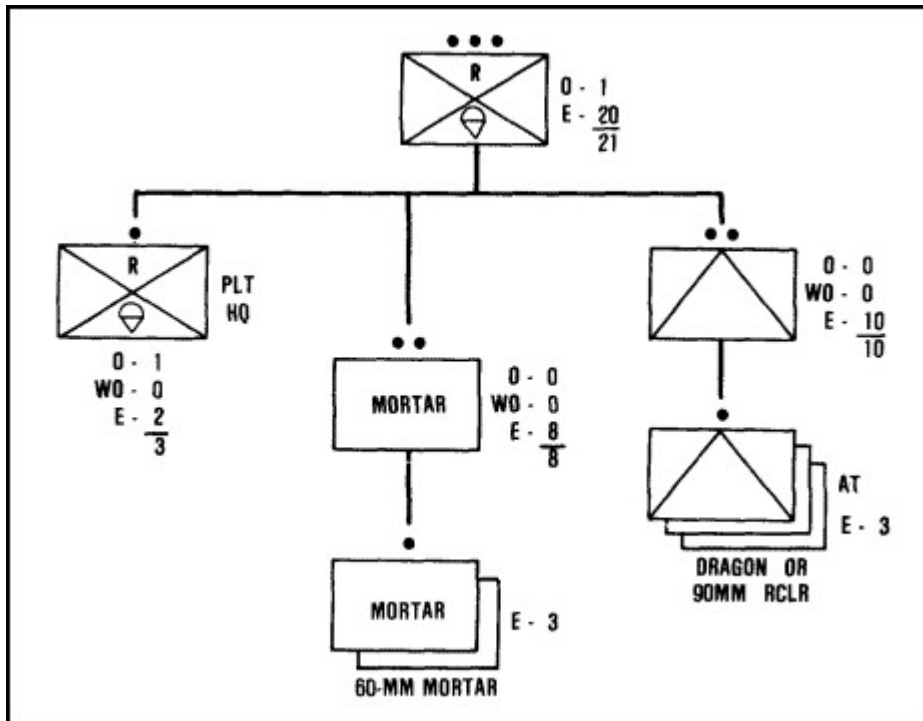 R
O - 1
E - 20
21
R
PLT
HQ
O - 1
WO - 0
E - 2
3
MORTAR
O - 0
WO - 0
E - 8
8
MORTAR
E - 3
60-MM MORTAR
O - 0
WO - 0
E - 10
10
AT
E - 3
DRAGON OR
90MM RCLR